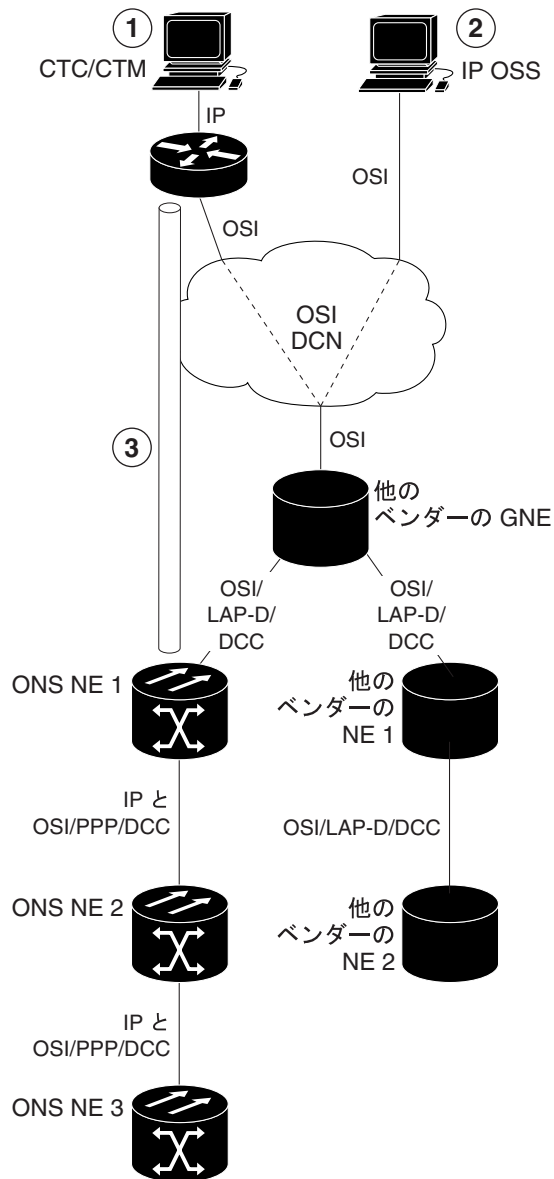 1
2
CTC/CTM
IP OSS
IP
OSI
OSI
OSI
DCN
3
OSI
他の
ベンダーの GNE
OSI/
LAP-D/
DCC
OSI/
LAP-D/
DCC
ONS NE 1
他の
ベンダーの
NE 1
IP と
OSI/PPP/DCC
OSI/LAP-D/DCC
ONS NE 2
他の
ベンダーの
NE 2
IP と
OSI/PPP/DCC
ONS NE 3